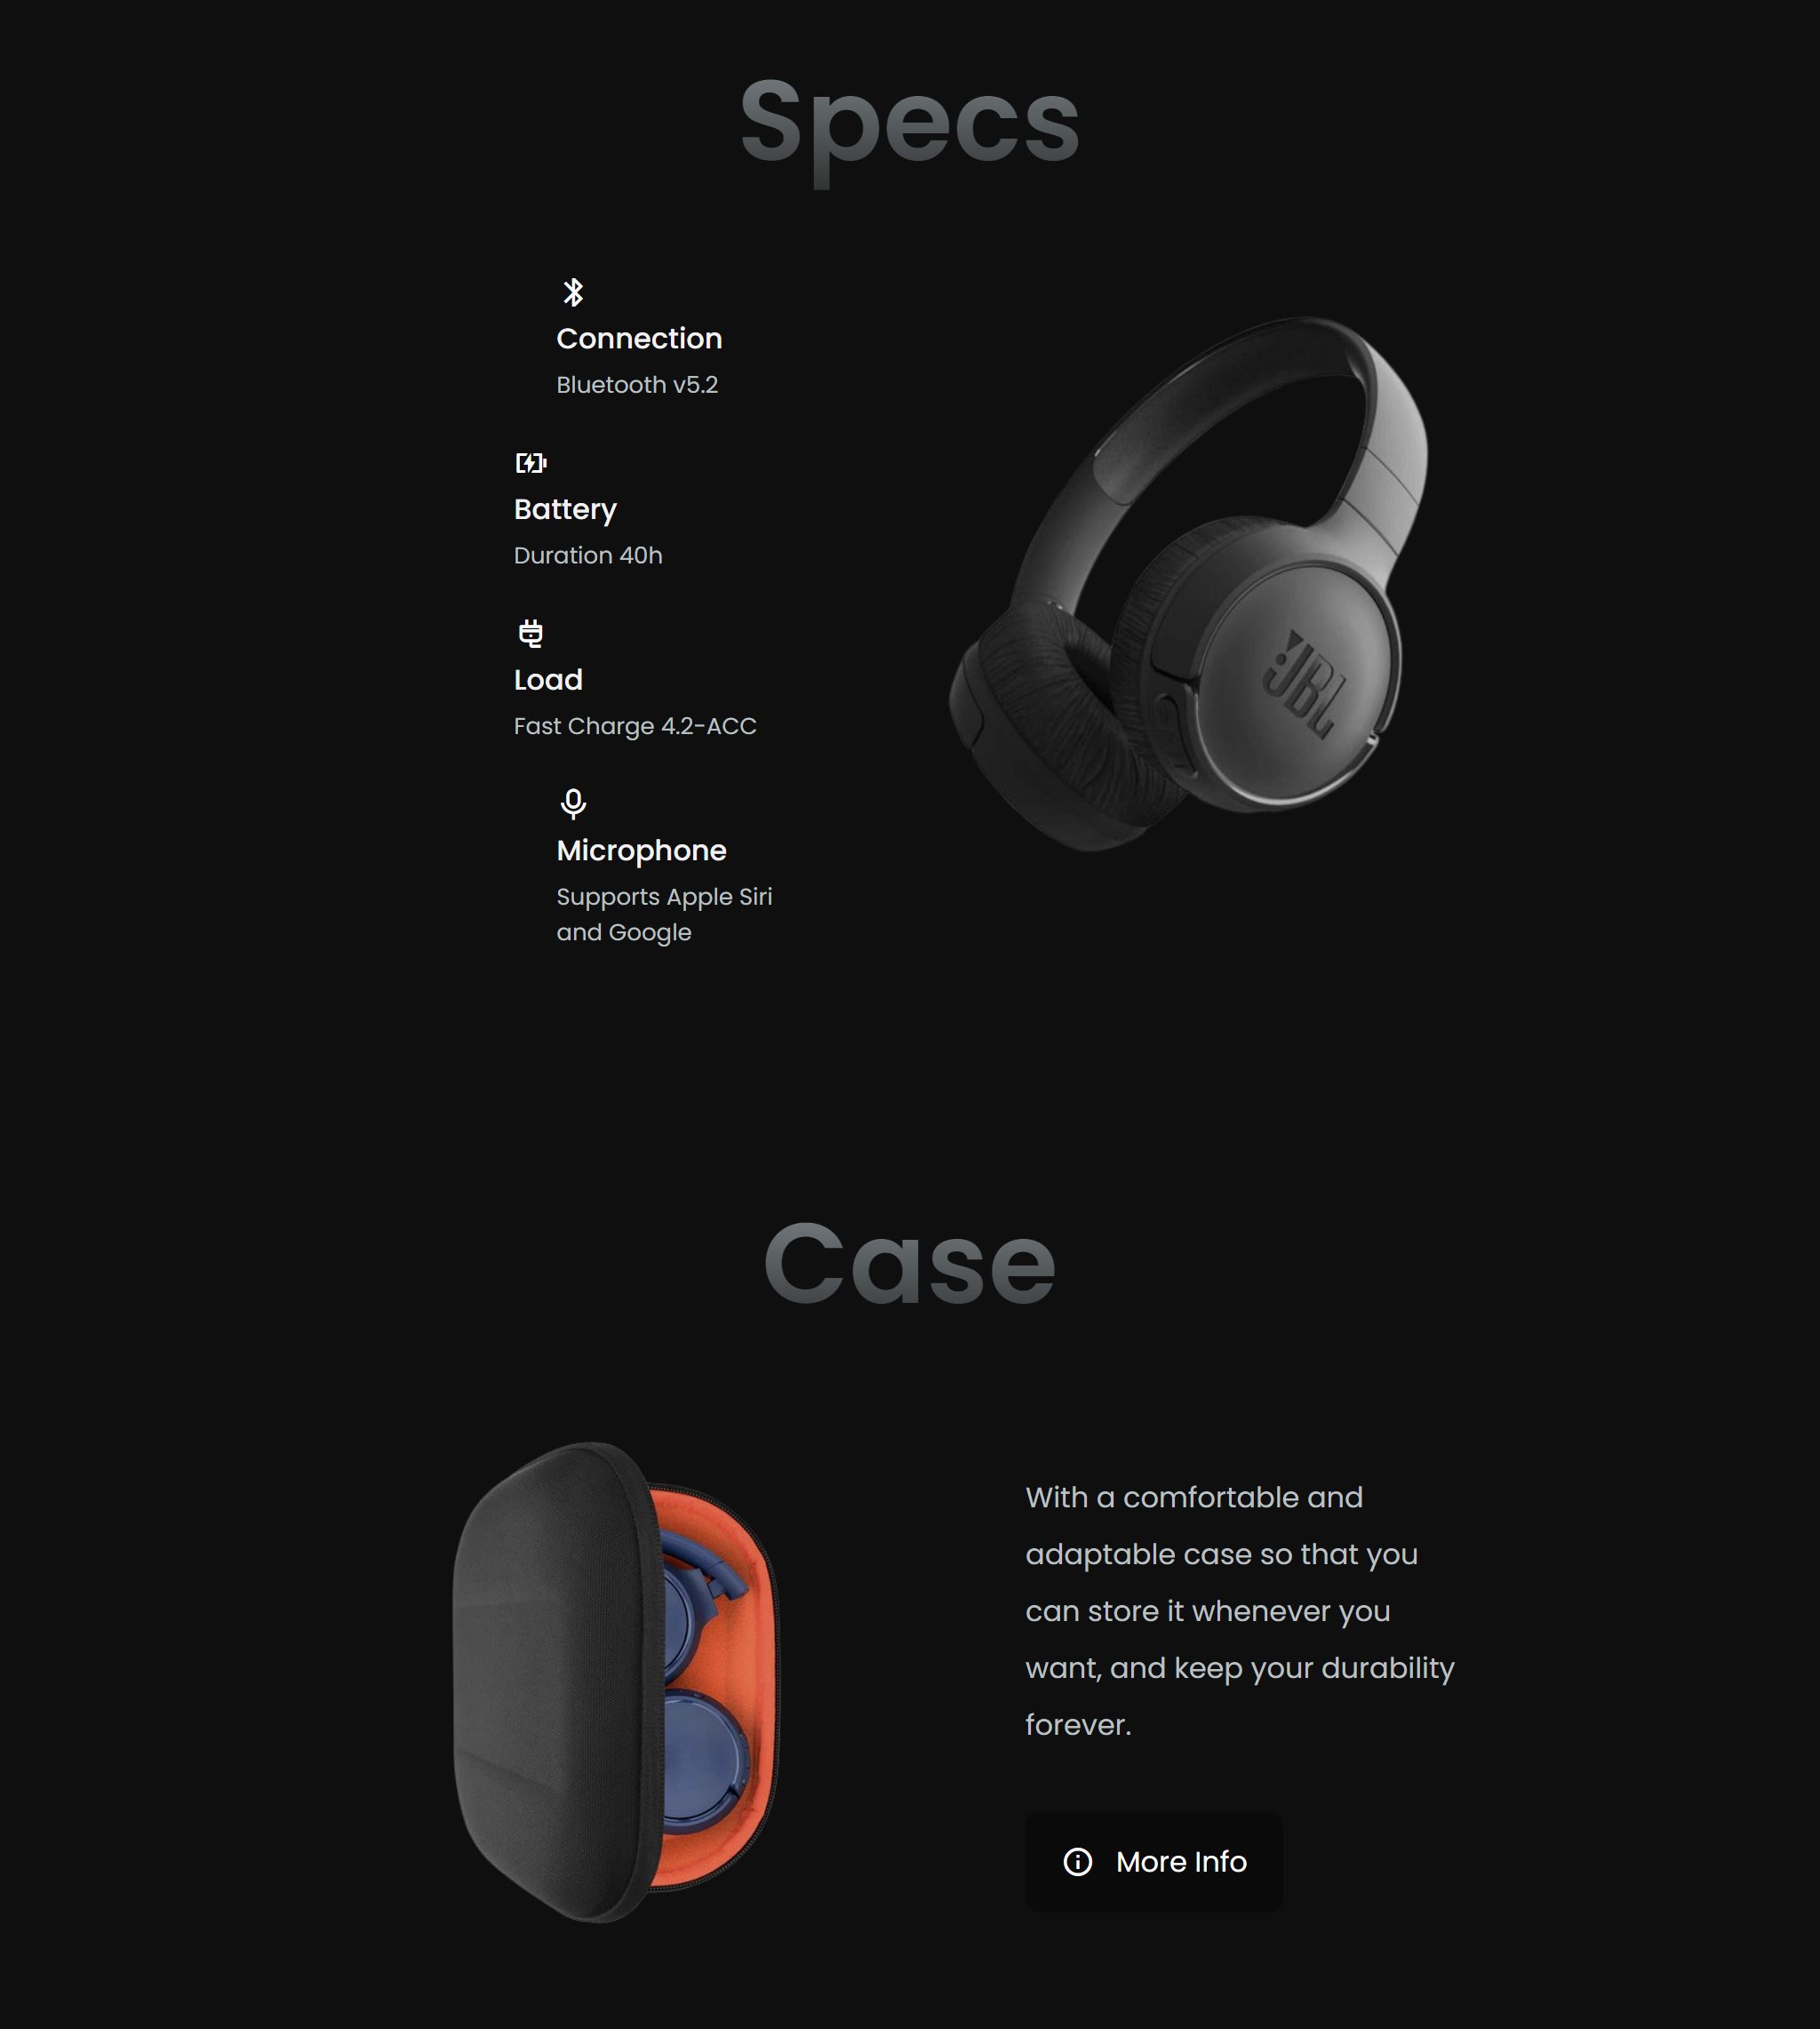 Specs
Connection
Bluetooth v5.2
Battery
Duration 40h
Load
Fast Charge 4.2-ACC
Microphone
Supports Apple Siri
and Google
JBL
Case
With a comfortable and
adaptable case so that you
can store it whenever you
want, and keep your durability
forever.
More Info